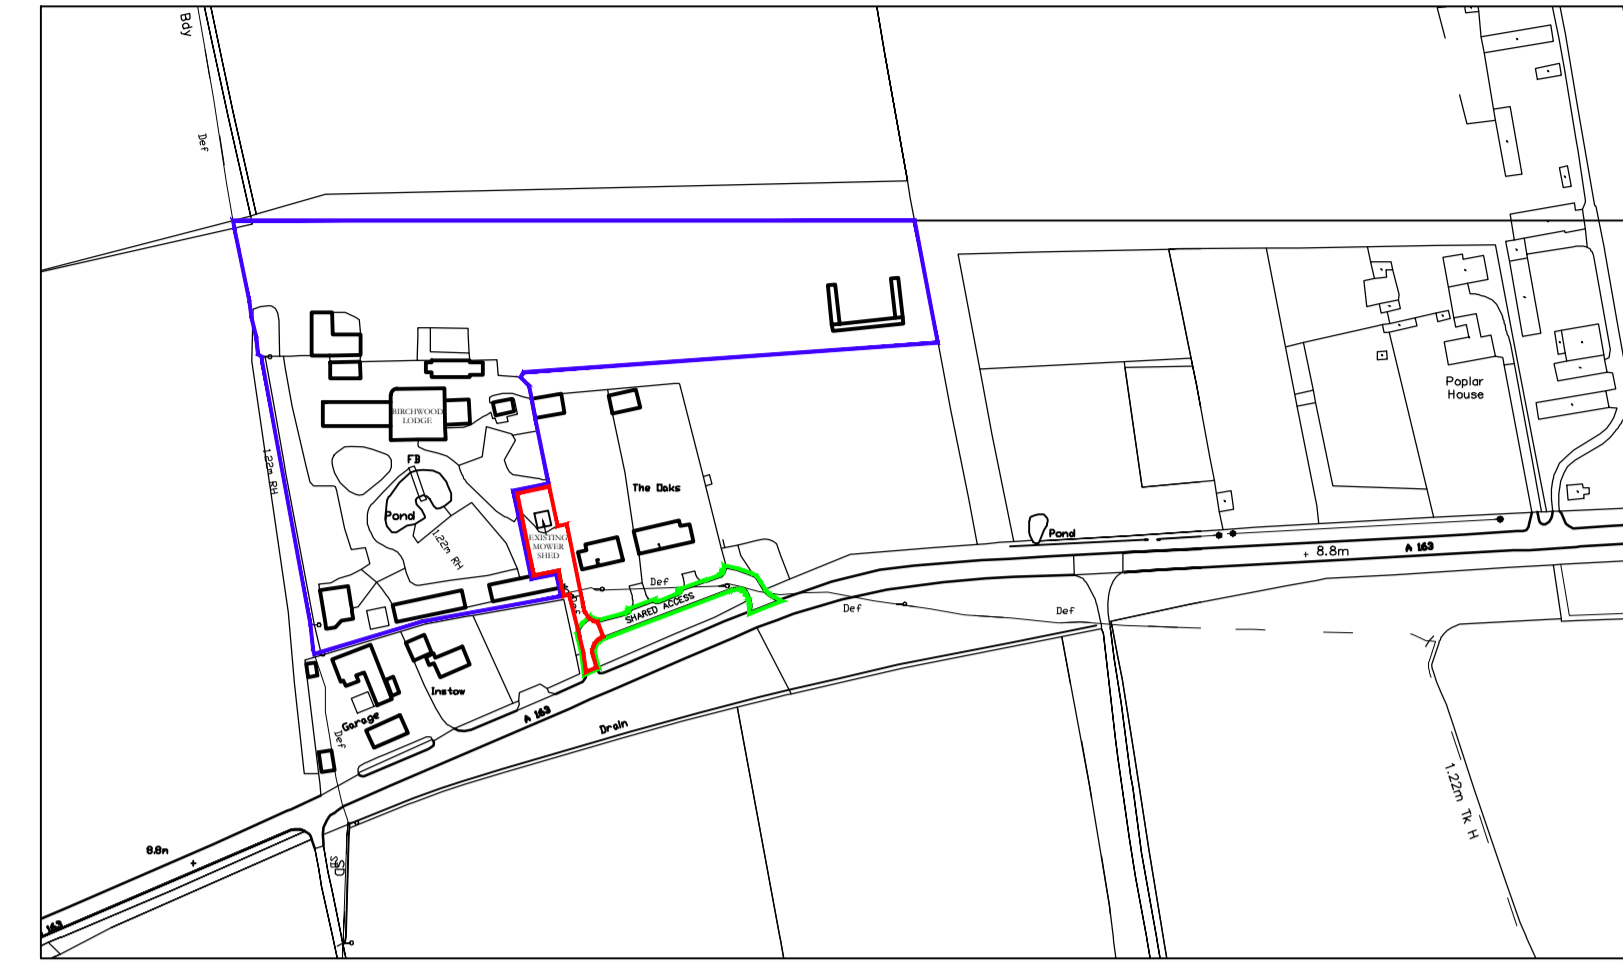 Bdy
Def
BIRCHWOOD
LODGE
1.22m RH
FB
Pond
1.22m RH
The Oaks
EXISTING
MOWER
SHED
Def
SHARED ACCESS
Def
Def
Pond
8.8m
A 163
Poplar
House
Instow
Garage
Def
A 163
Drain
8.8m
A 163
SD
1.22m Tk H